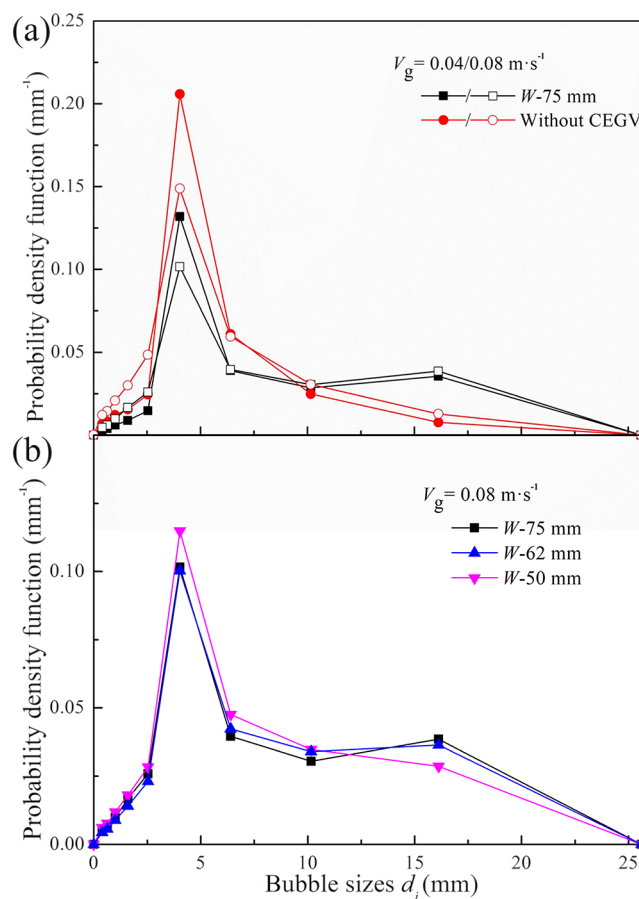 (a)
0.25
0.20
0.15
0.10
0.05
0.00
Probability density function (mm⁻¹)
Vg= 0.04/0.08 m·s⁻¹
W-75 mm
Without CEGV
(b)
0.10
0.05
0.00
Probability density function (mm⁻¹)
Vg= 0.08 m·s⁻¹
W-75 mm
W-62 mm
W-50 mm
0 5 10 15 20 25
Bubble sizes di (mm)